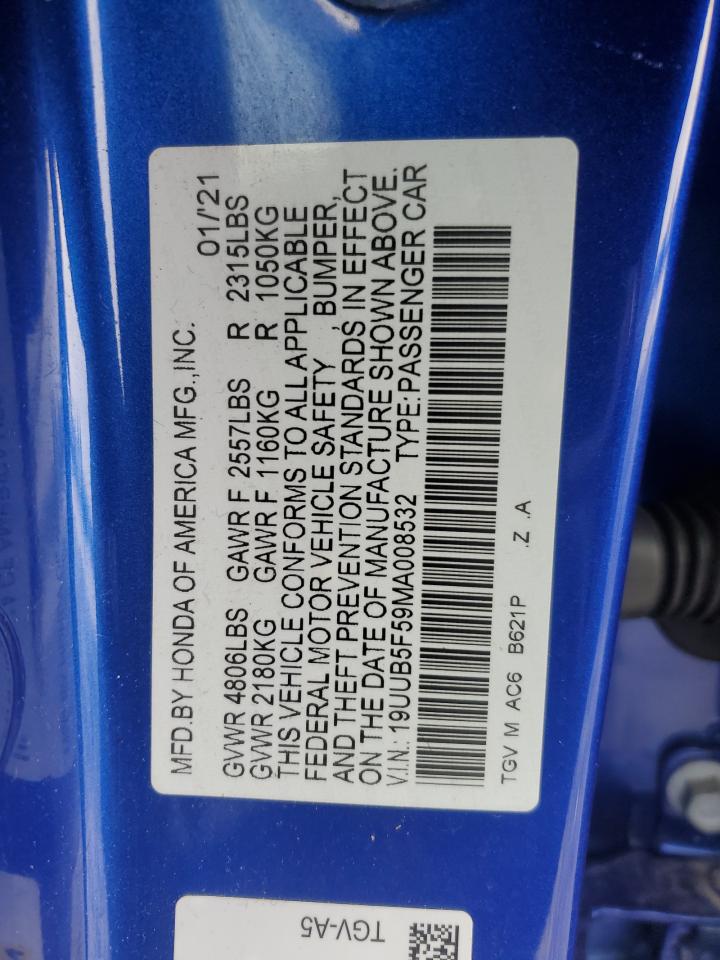 MFD.BY HONDA OF AMERICA MFG.,INC. 01/'21
GVWR 4806LBS GAWR F 2557LBS R 2315LBS
GVWR 2180KG GAWR F 1160KG R 1050KG
THIS VEHICLE CONFORMS TO ALL APPLICABLE
FEDERAL MOTOR VEHICLE SAFETY , BUMPER,
AND THEFT PREVENTION STANDARDS IN EFFECT
ON THE DATE OF MANUFACTURE SHOWN ABOVE.
V.I.N.: 19UUB5F59MA008532 TYPE: PASSENGER CAR
TGV M AC6 B621P .Z .A
TGV-A5